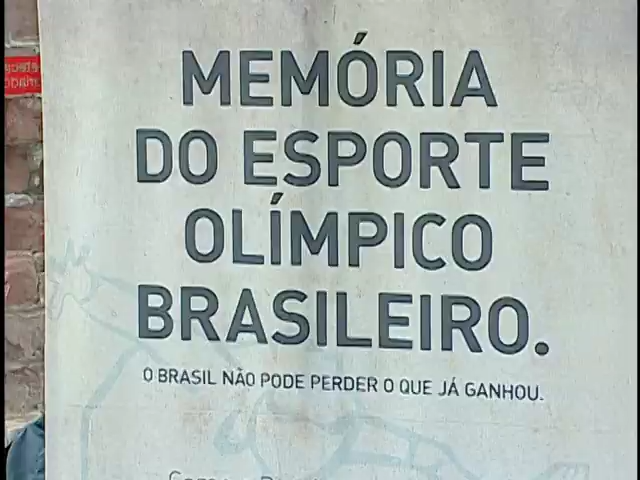 MEMÓRIA
DO ESPORTE
OLÍMPICO
BRASILEIRO.
O BRASIL NÃO PODE PERDER O QUE JÁ GANHOU.